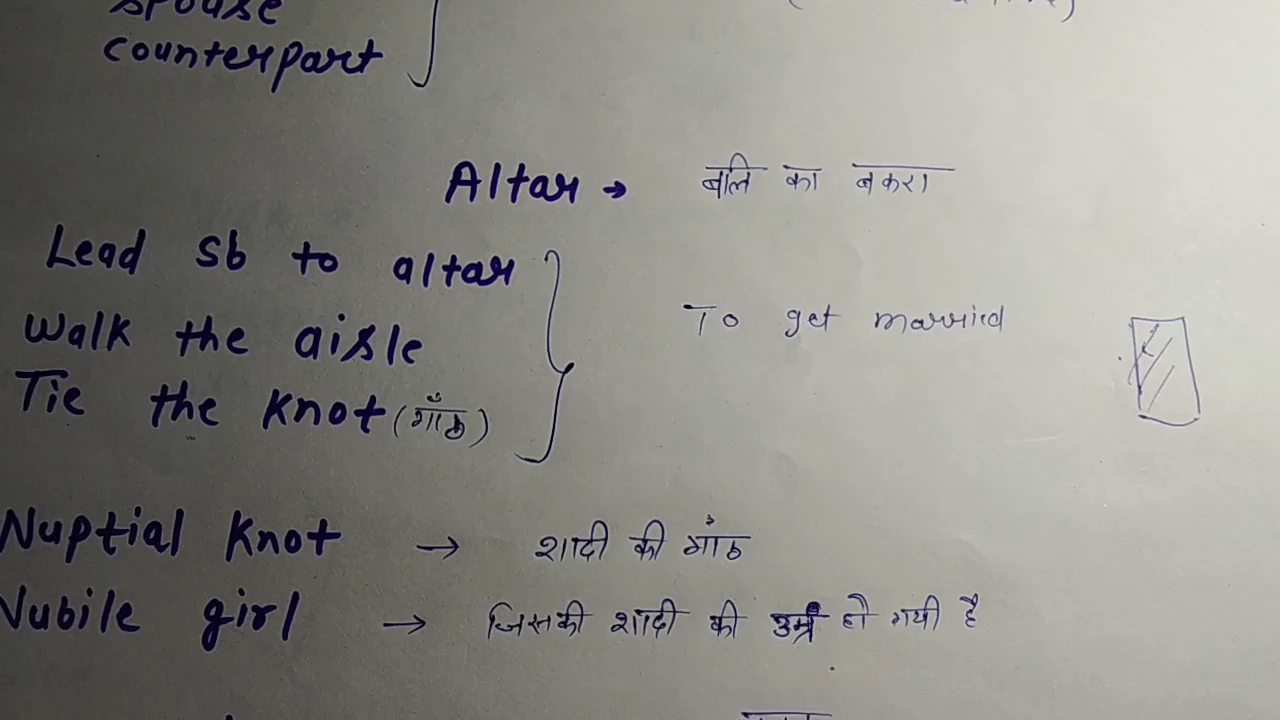 spouse
counterpart
Altar → बलि का बकरा
Lead sb to altar
Walk the aisle
To get married
Tie the knot (गाँठ)
Nuptial Knot → शादी की गांठ
Nubile girl → जिसकी शादी की उम्र हो गयी है